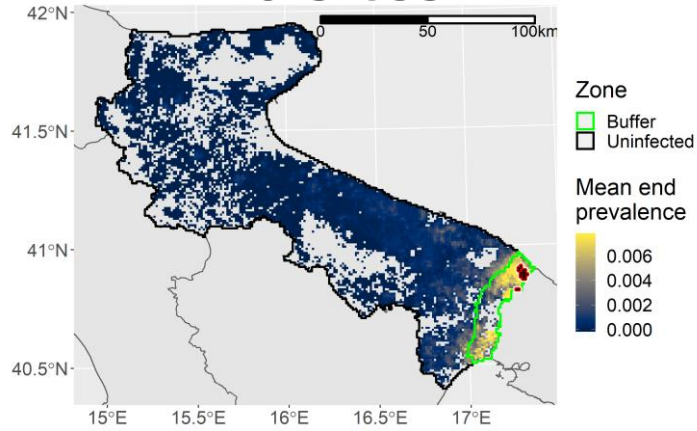 0 50 100km
42°N
41.5°N
41°N
40.5°N
15°E 15.5°E 16°E 16.5°E 17°E
Zone
Buffer
Uninfected
Mean end
prevalence
0.006
0.004
0.002
0.000